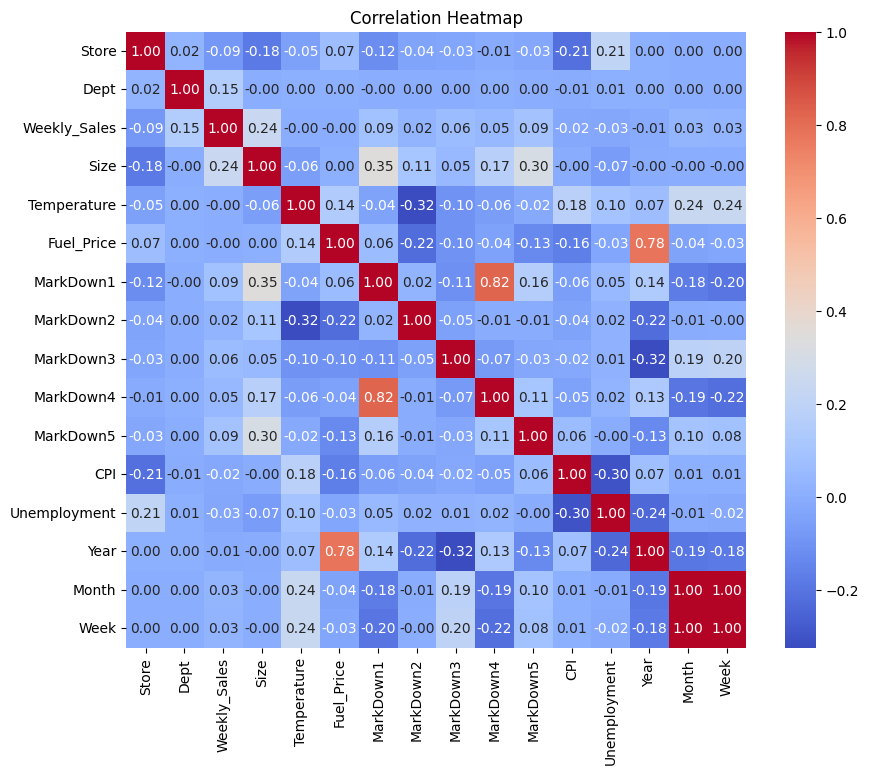 Correlation Heatmap
Store 1.00 0.02 -0.09 -0.18 -0.05 0.07 -0.12 -0.04 -0.03 -0.01 -0.03 -0.21 0.21 0.00 0.00 0.00
Dept 0.02 1.00 0.15 -0.00 0.00 0.00 -0.00 0.00 0.00 0.00 0.00 -0.01 0.01 0.00 0.00 0.00
Weekly_Sales -0.09 0.15 1.00 0.24 -0.00 -0.00 0.09 0.02 0.06 0.05 0.09 -0.02 -0.03 -0.01 0.03 0.03
Size -0.18 -0.00 0.24 1.00 -0.06 0.00 0.35 0.11 0.05 0.17 0.30 -0.00 -0.07 -0.00 -0.00 -0.00
Temperature -0.05 0.00 -0.00 -0.06 1.00 0.14 -0.04 -0.32 -0.10 -0.06 -0.02 0.18 0.10 0.07 0.24 0.24
Fuel_Price 0.07 0.00 -0.00 0.00 0.14 1.00 0.06 -0.22 -0.10 -0.04 -0.13 -0.16 -0.03 0.78 -0.04 -0.03
MarkDown1 -0.12 -0.00 0.09 0.35 -0.04 0.06 1.00 0.02 -0.11 0.82 0.16 -0.06 0.05 0.14 -0.18 -0.20
MarkDown2 -0.04 0.00 0.02 0.11 -0.32 -0.22 0.02 1.00 -0.05 -0.01 -0.01 -0.04 0.02 -0.22 -0.01 -0.00
MarkDown3 -0.03 0.00 0.06 0.05 -0.10 -0.10 -0.11 -0.05 1.00 -0.07 -0.03 -0.02 0.01 -0.32 0.19 0.20
MarkDown4 -0.01 0.00 0.05 0.17 -0.06 -0.04 0.82 -0.01 -0.07 1.00 0.11 -0.05 0.02 0.13 -0.19 -0.22
MarkDown5 -0.03 0.00 0.09 0.30 -0.02 -0.13 0.16 -0.01 -0.03 0.11 1.00 0.06 -0.00 -0.13 0.10 0.08
CPI -0.21 -0.01 -0.02 -0.00 0.18 -0.16 -0.06 -0.04 -0.02 -0.05 0.06 1.00 -0.30 0.07 0.01 0.01
Unemployment 0.21 0.01 -0.03 -0.07 0.10 -0.03 0.05 0.02 0.01 0.02 -0.00 -0.30 1.00 -0.24 -0.01 -0.02
Year 0.00 0.00 -0.01 -0.00 0.07 0.78 0.14 -0.22 -0.32 0.13 -0.13 0.07 -0.24 1.00 -0.19 -0.18
Month 0.00 0.00 0.03 -0.00 0.24 -0.04 -0.18 -0.01 0.19 -0.19 0.10 0.01 -0.01 -0.19 1.00 1.00
Week 0.00 0.00 0.03 -0.00 0.24 -0.03 -0.20 -0.00 0.20 -0.22 0.08 0.01 -0.02 -0.18 1.00 1.00
Store Dept Weekly_Sales Size Temperature Fuel_Price MarkDown1 MarkDown2 MarkDown3 MarkDown4 MarkDown5 CPI Unemployment Year Month Week
1.0
0.8
0.6
0.4
0.2
0.0
−0.2